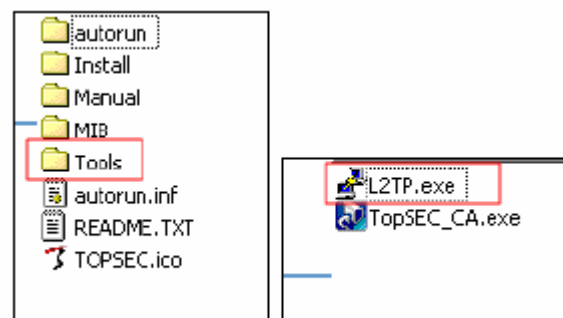 autorun
Install
Manual
MIB
Tools
autorun.inf
README.TXT
TOPSEC.ico
L2TP.exe
TopSEC_CA.exe